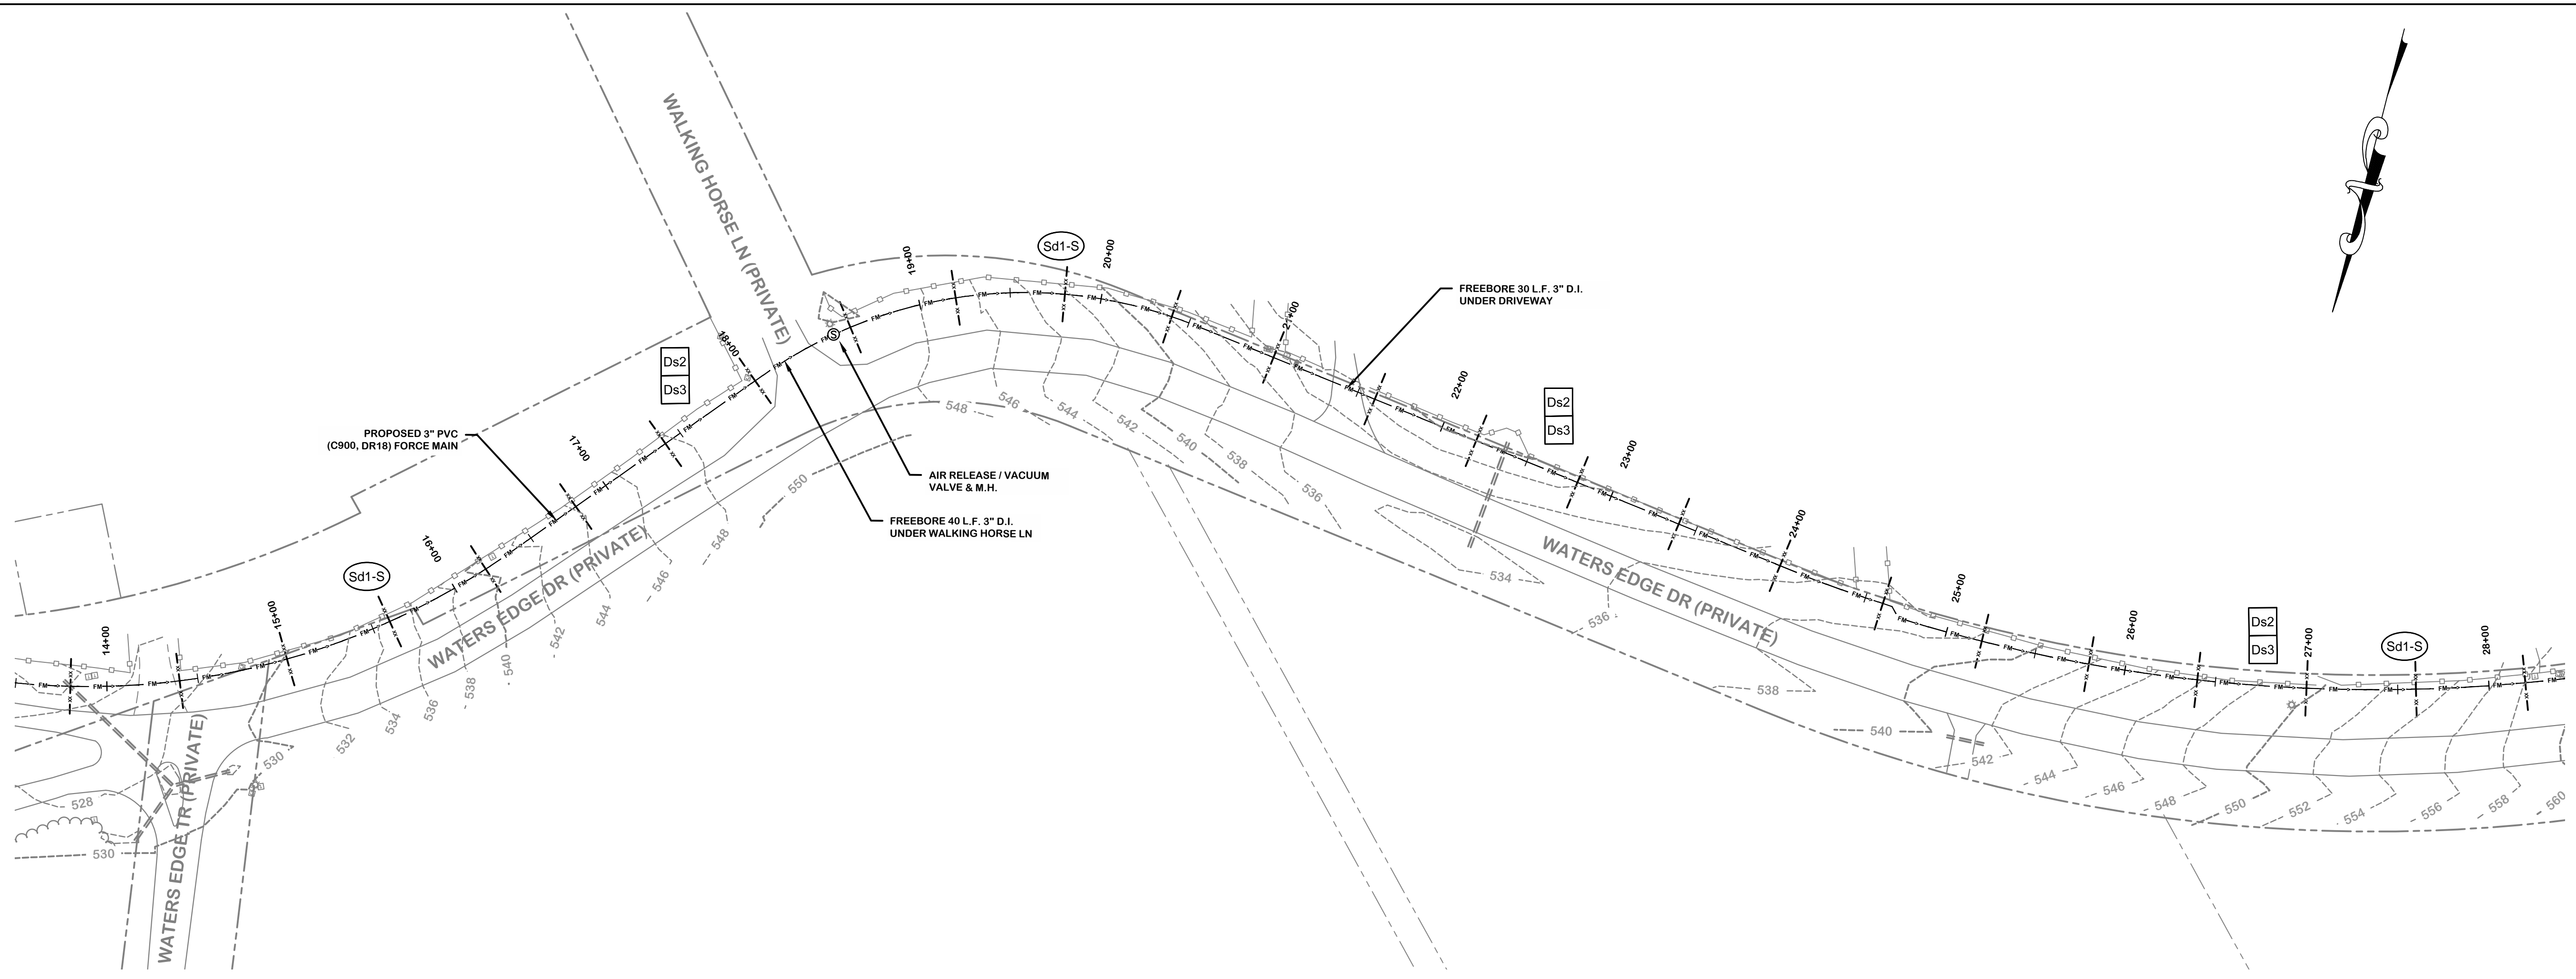 WALKING HORSE LN (PRIVATE)
Sd1-S
19+00
20+00
FREEBORE 30 L.F. 3" D.I.
UNDER DRIVEWAY
21+00
18+00
S
Ds2
Ds3
22+00
Ds2
Ds3
PROPOSED 3" PVC
(C900, DR18) FORCE MAIN
17+00
AIR RELEASE / VACUUM
VALVE & M.H.
FREEBORE 40 L.F. 3" D.I.
UNDER WALKING HORSE LN
548
546
544
542
540
538
536
23+00
24+00
550
548
546
544
542
540
538
536
534
532
530
16+00
Sd1-S
15+00
14+00
WATERS EDGE DR (PRIVATE)
WATERS EDGE DR (PRIVATE)
534
536
538
540
542
544
546
548
550
552
554
556
558
560
25+00
26+00
Ds2
Ds3
27+00
Sd1-S
28+00
528
530
WATERS EDGE TR (PRIVATE)
FM
XX